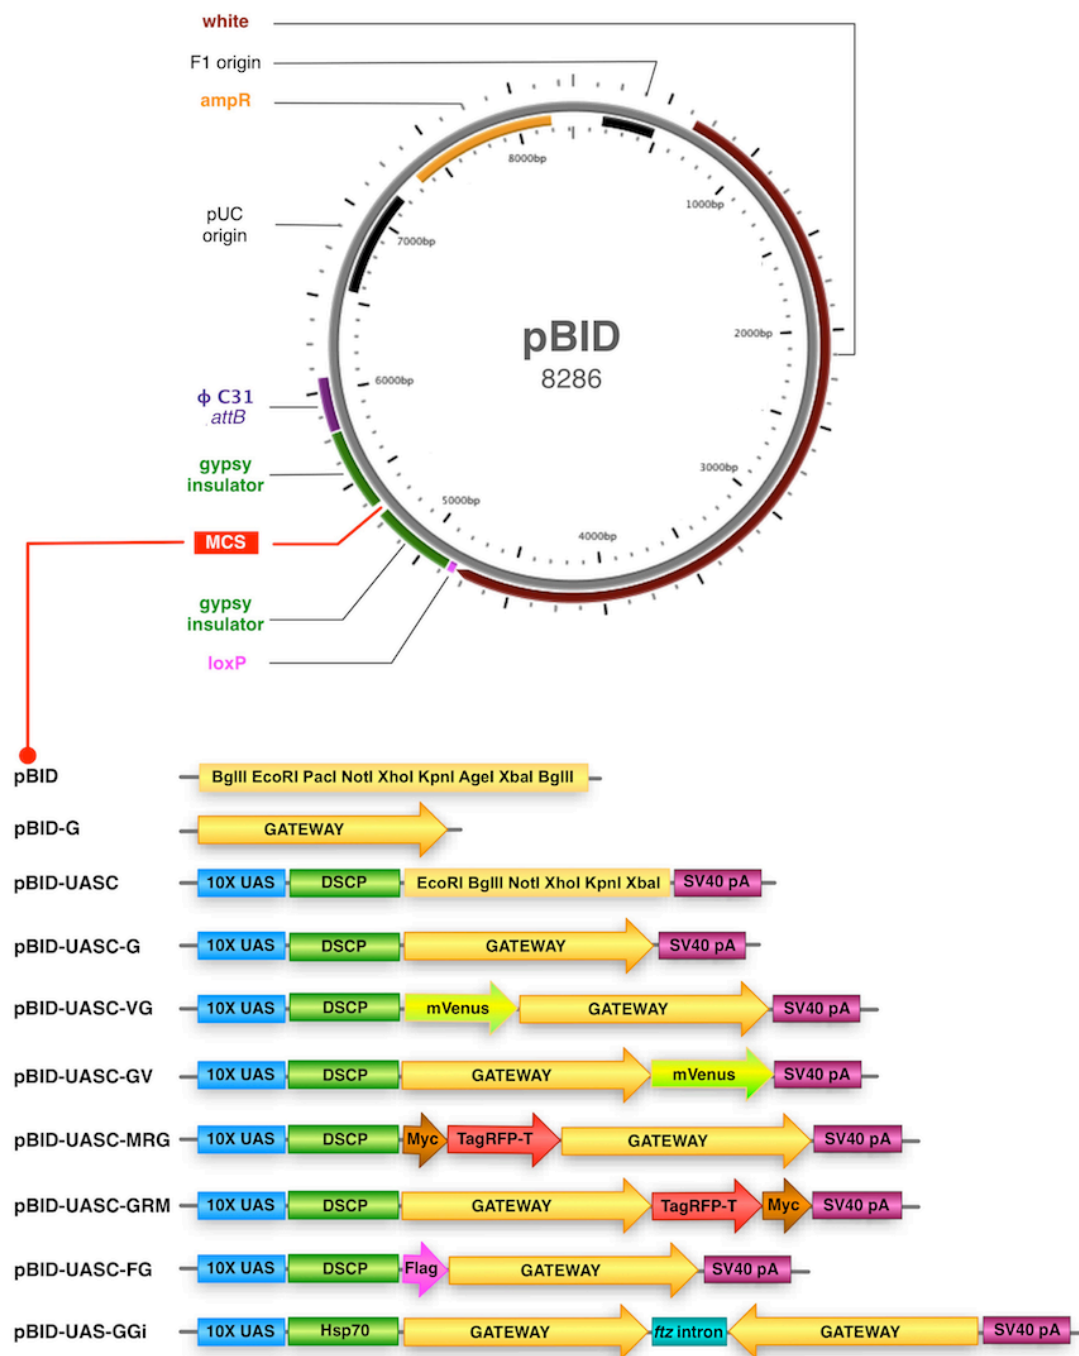 white
F1 origin
ampR
pUC
origin
ϕ C31
attB
gypsy
insulator
MCS
gypsy
insulator
loxP
8000bp
1000bp
7000bp
2000bp
6000bp
3000bp
5000bp
4000bp
pBID
8286
pBID
BglII EcoRI PacI NotI XhoI KpnI AgeI XbaI BglII
pBID-G
GATEWAY
pBID-UASC
10X UAS DSCP EcoRI BglII NotI XhoI KpnI XbaI SV40 pA
pBID-UASC-G
10X UAS DSCP GATEWAY SV40 pA
pBID-UASC-VG
10X UAS DSCP mVenus GATEWAY SV40 pA
pBID-UASC-GV
10X UAS DSCP GATEWAY mVenus SV40 pA
pBID-UASC-MRG
10X UAS DSCP Myc TagRFP-T GATEWAY SV40 pA
pBID-UASC-GRM
10X UAS DSCP GATEWAY TagRFP-T Myc SV40 pA
pBID-UASC-FG
10X UAS DSCP Flag GATEWAY SV40 pA
pBID-UAS-GGi
10X UAS Hsp70 GATEWAY ftz intron GATEWAY SV40 pA